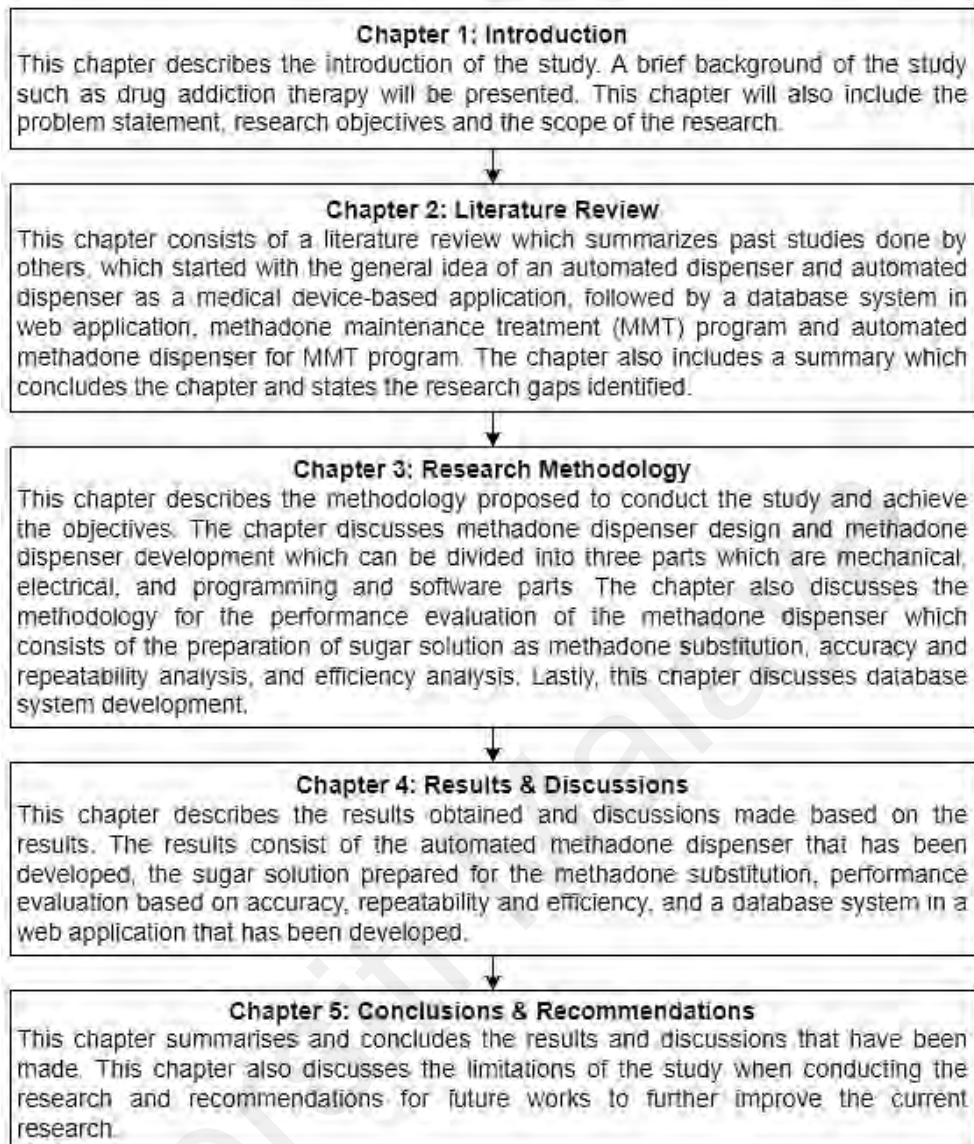 Chapter 1: Introduction
This chapter describes the introduction of the study. A brief background of the study
such as drug addiction therapy will be presented. This chapter will also include the
problem statement, research objectives and the scope of the research.
Chapter 2: Literature Review
This chapter consists of a literature review which summarizes past studies done by
others, which started with the general idea of an automated dispenser and automated
dispenser as a medical device-based application, followed by a database system in
web application, methadone maintenance treatment (MMT) program and automated
methadone dispenser for MMT program. The chapter also includes a summary which
concludes the chapter and states the research gaps identified.
Chapter 3: Research Methodology
This chapter describes the methodology proposed to conduct the study and achieve
the objectives. The chapter discusses methadone dispenser design and methadone
dispenser development which can be divided into three parts which are mechanical,
electrical, and programming and software parts. The chapter also discusses the
methodology for the performance evaluation of the methadone dispenser which
consists of the preparation of sugar solution as methadone substitution, accuracy and
repeatability analysis, and efficiency analysis. Lastly, this chapter discusses database
system development.
Chapter 4: Results & Discussions
This chapter describes the results obtained and discussions made based on the
results. The results consist of the automated methadone dispenser that has been
developed, the sugar solution prepared for the methadone substitution, performance
evaluation based on accuracy, repeatability and efficiency, and a database system in a
web application that has been developed.
Chapter 5: Conclusions & Recommendations
This chapter summarises and concludes the results and discussions that have been
made. This chapter also discusses the limitations of the study when conducting the
research and recommendations for future works to further improve the current
research.